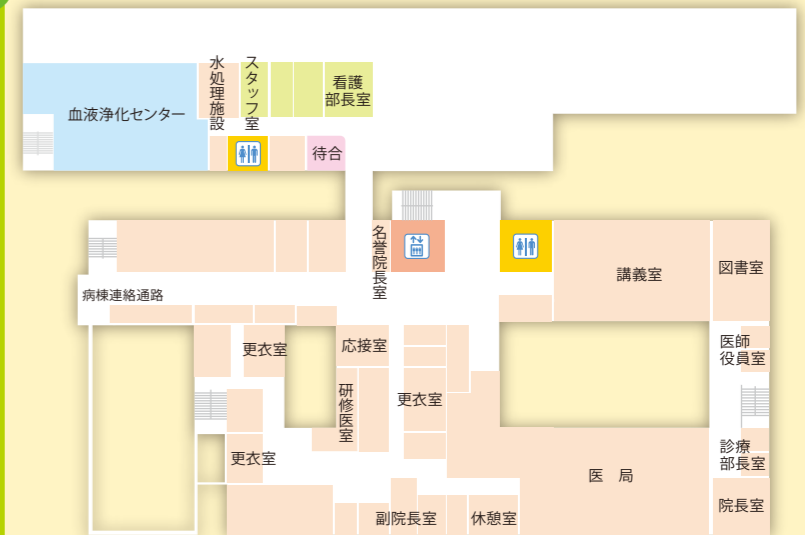 血液浄化センター
水処理施設
スタッフ室
看護
部長室
待合
名誉院長室
講義室
図書室
病棟連絡通路
更衣室
応接室
医師
役員室
研修医室
更衣室
更衣室
診療
部長室
医 局
院長室
副院長室
休憩室